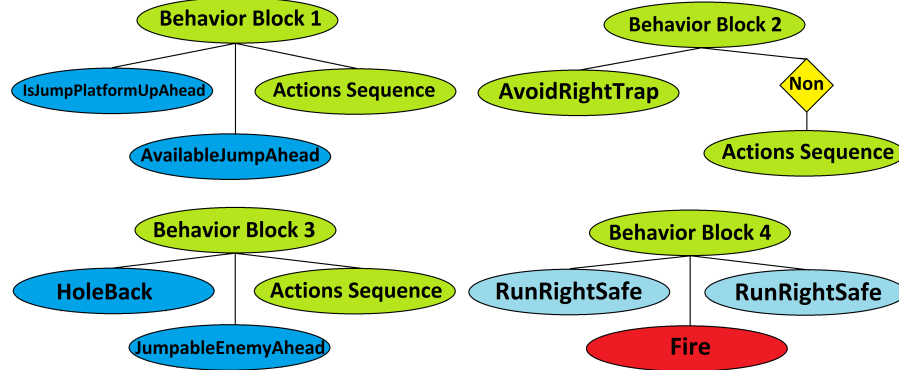 Behavior Block 1
IsJumpPlatformUpAhead
Actions Sequence
AvailableJumpAhead
Behavior Block 2
AvoidRightTrap
Non
Actions Sequence
Behavior Block 3
HoleBack
Actions Sequence
JumpableEnemyAhead
Behavior Block 4
RunRightSafe
RunRightSafe
Fire